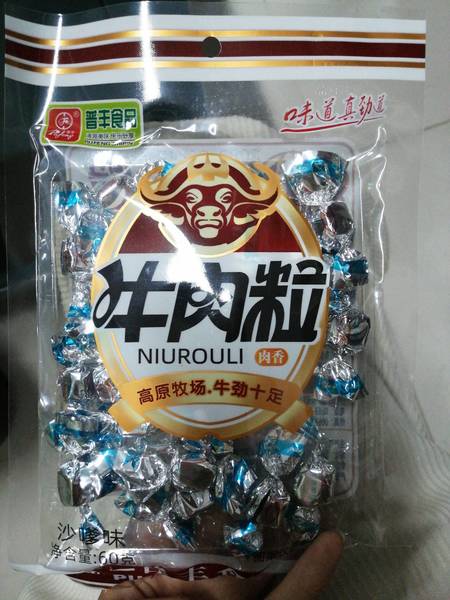 普丰食品
味道真劲道
牛肉粒
NIUROULI
肉香
高原牧场.牛劲十足
沙嗲味
净含量:60克